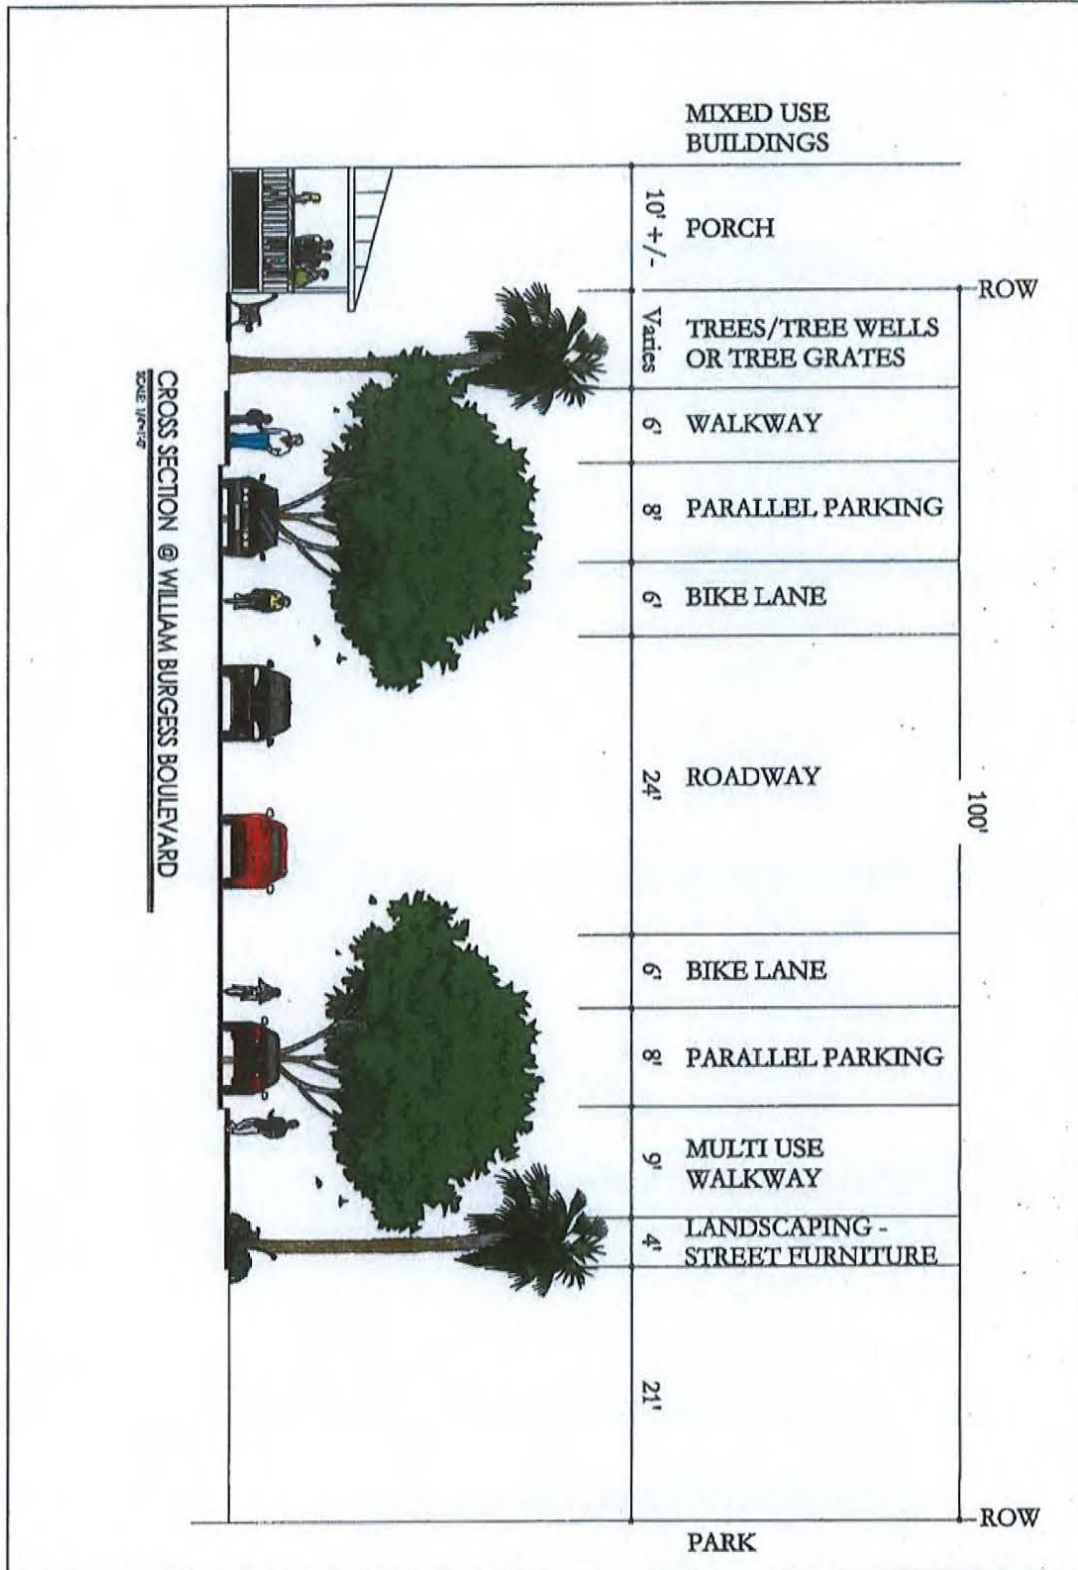 MIXED USE
BUILDINGS
10' +/-
PORCH
ROW
Varies
TREES/TREE WELLS
OR TREE GRATES
6'
WALKWAY
8'
PARALLEL PARKING
6'
BIKE LANE
24'
ROADWAY
100'
6'
BIKE LANE
8'
PARALLEL PARKING
9'
MULTI USE
WALKWAY
4'
LANDSCAPING -
STREET FURNITURE
21'
ROW
PARK
CROSS SECTION @ WILLIAM BURGESS BOULEVARD
SCALE: